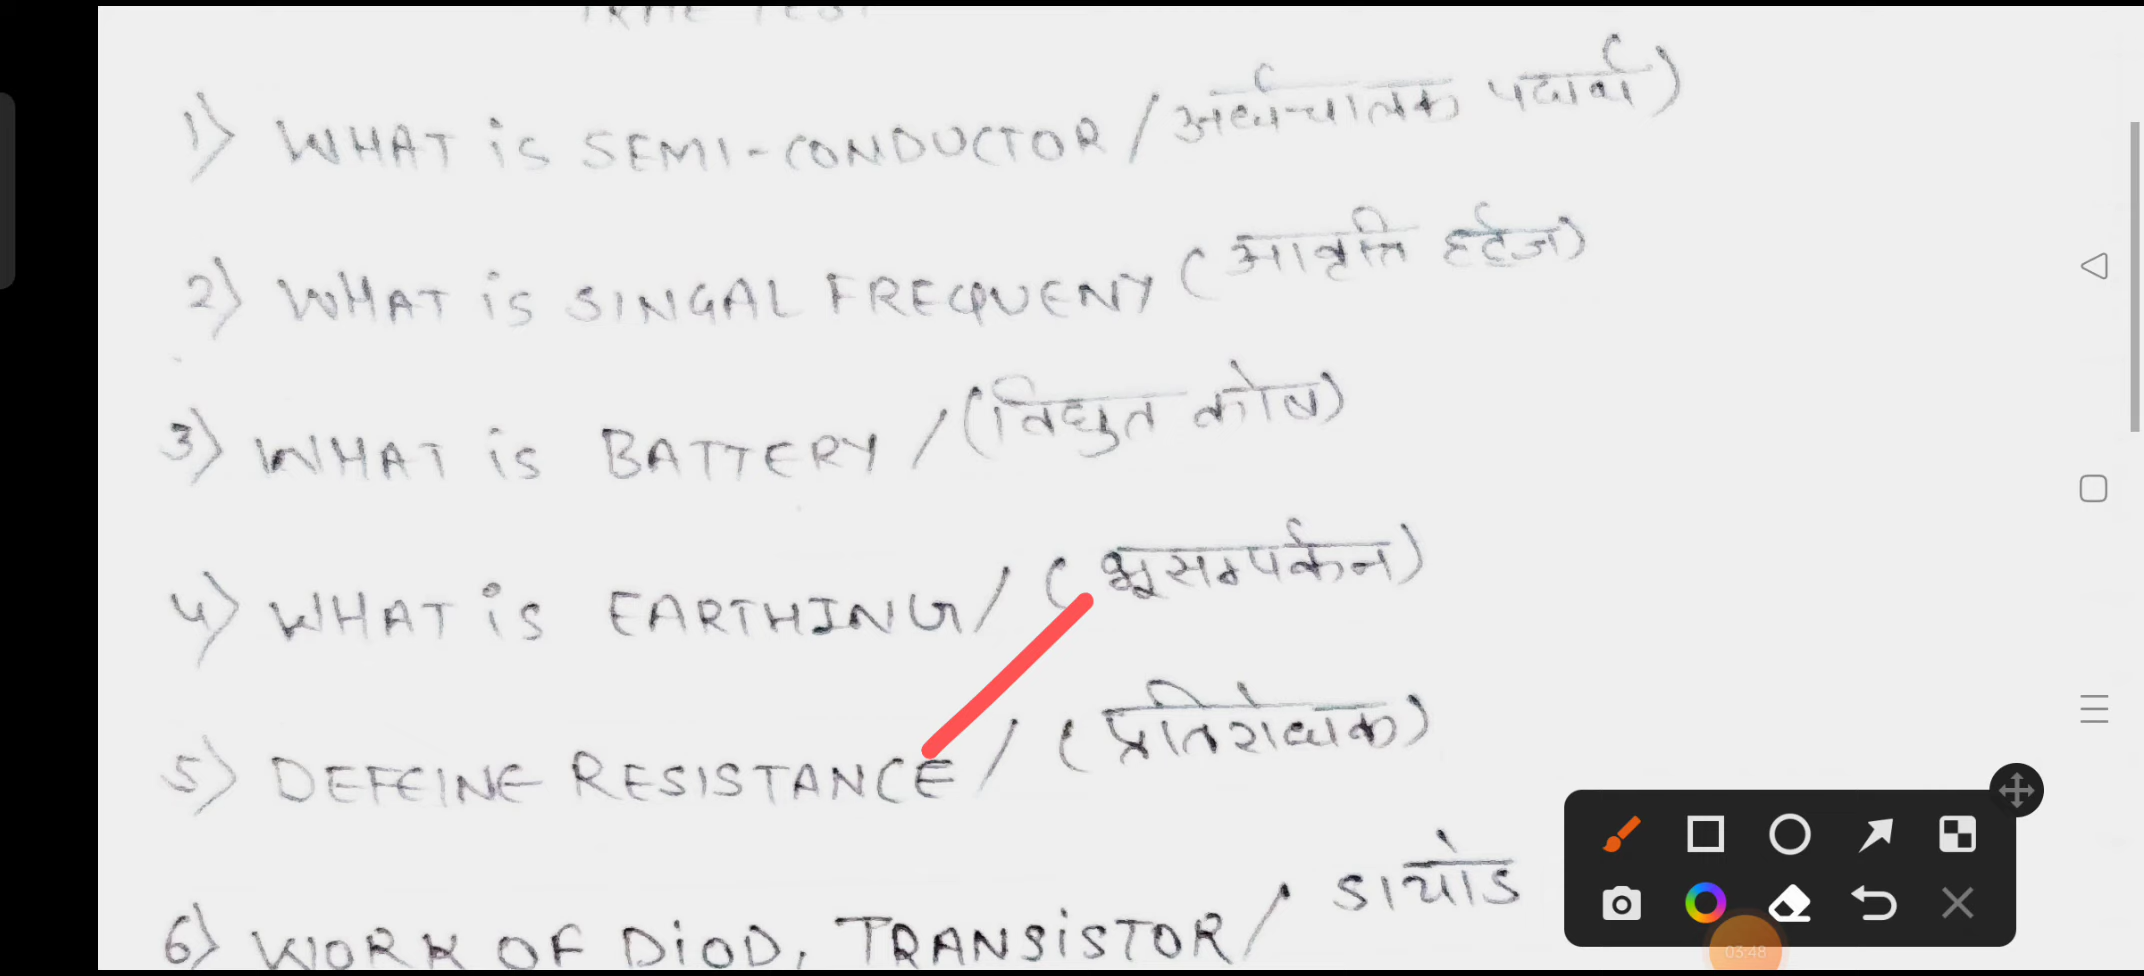 1) WHAT is SEMI-CONDUCTOR / अर्धचालक पदार्थ)
2) WHAT is SINGAL FREQUENY (आवृत्ति हर्टज)
3) WHAT is BATTERY / (विद्युत कोष)
4) WHAT is EARTHING / (भूसम्पर्कन)
5) DEFEINE RESISTANCE / (प्रतिरोधक)
6) WORK OF DiOD, TRANSiSTOR / डायोड
03:48